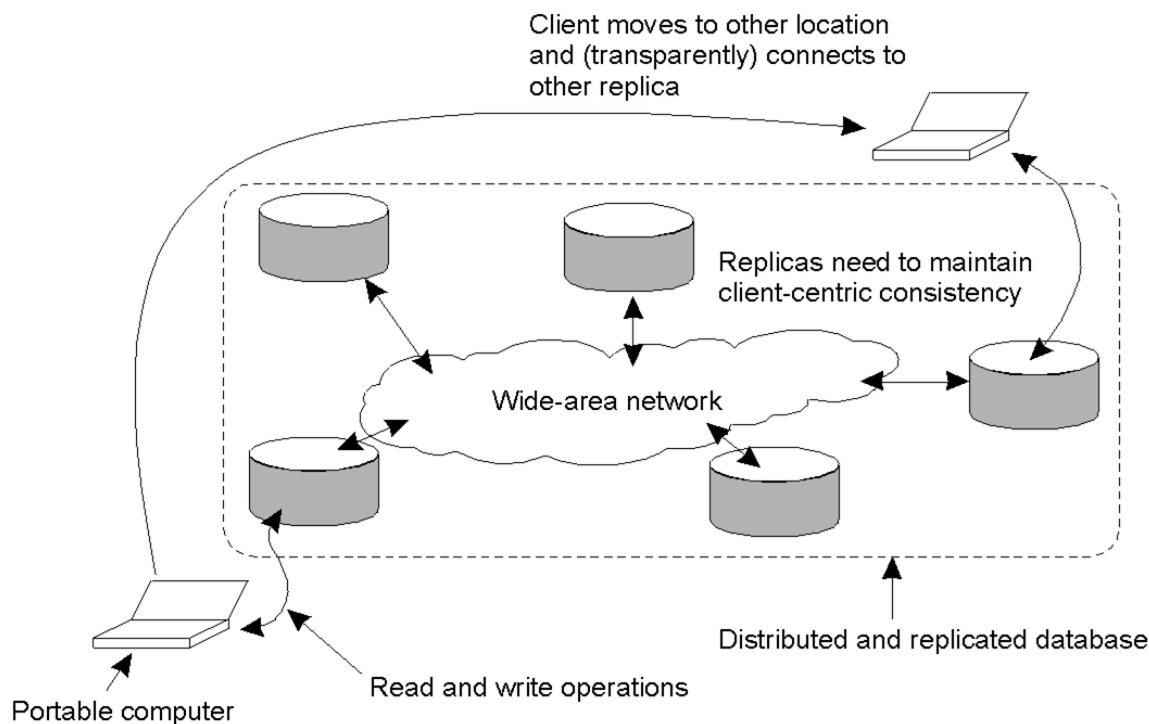 Client moves to other location
and (transparently) connects to
other replica
Replicas need to maintain
client-centric consistency
Wide-area network
Distributed and replicated database
Read and write operations
Portable computer